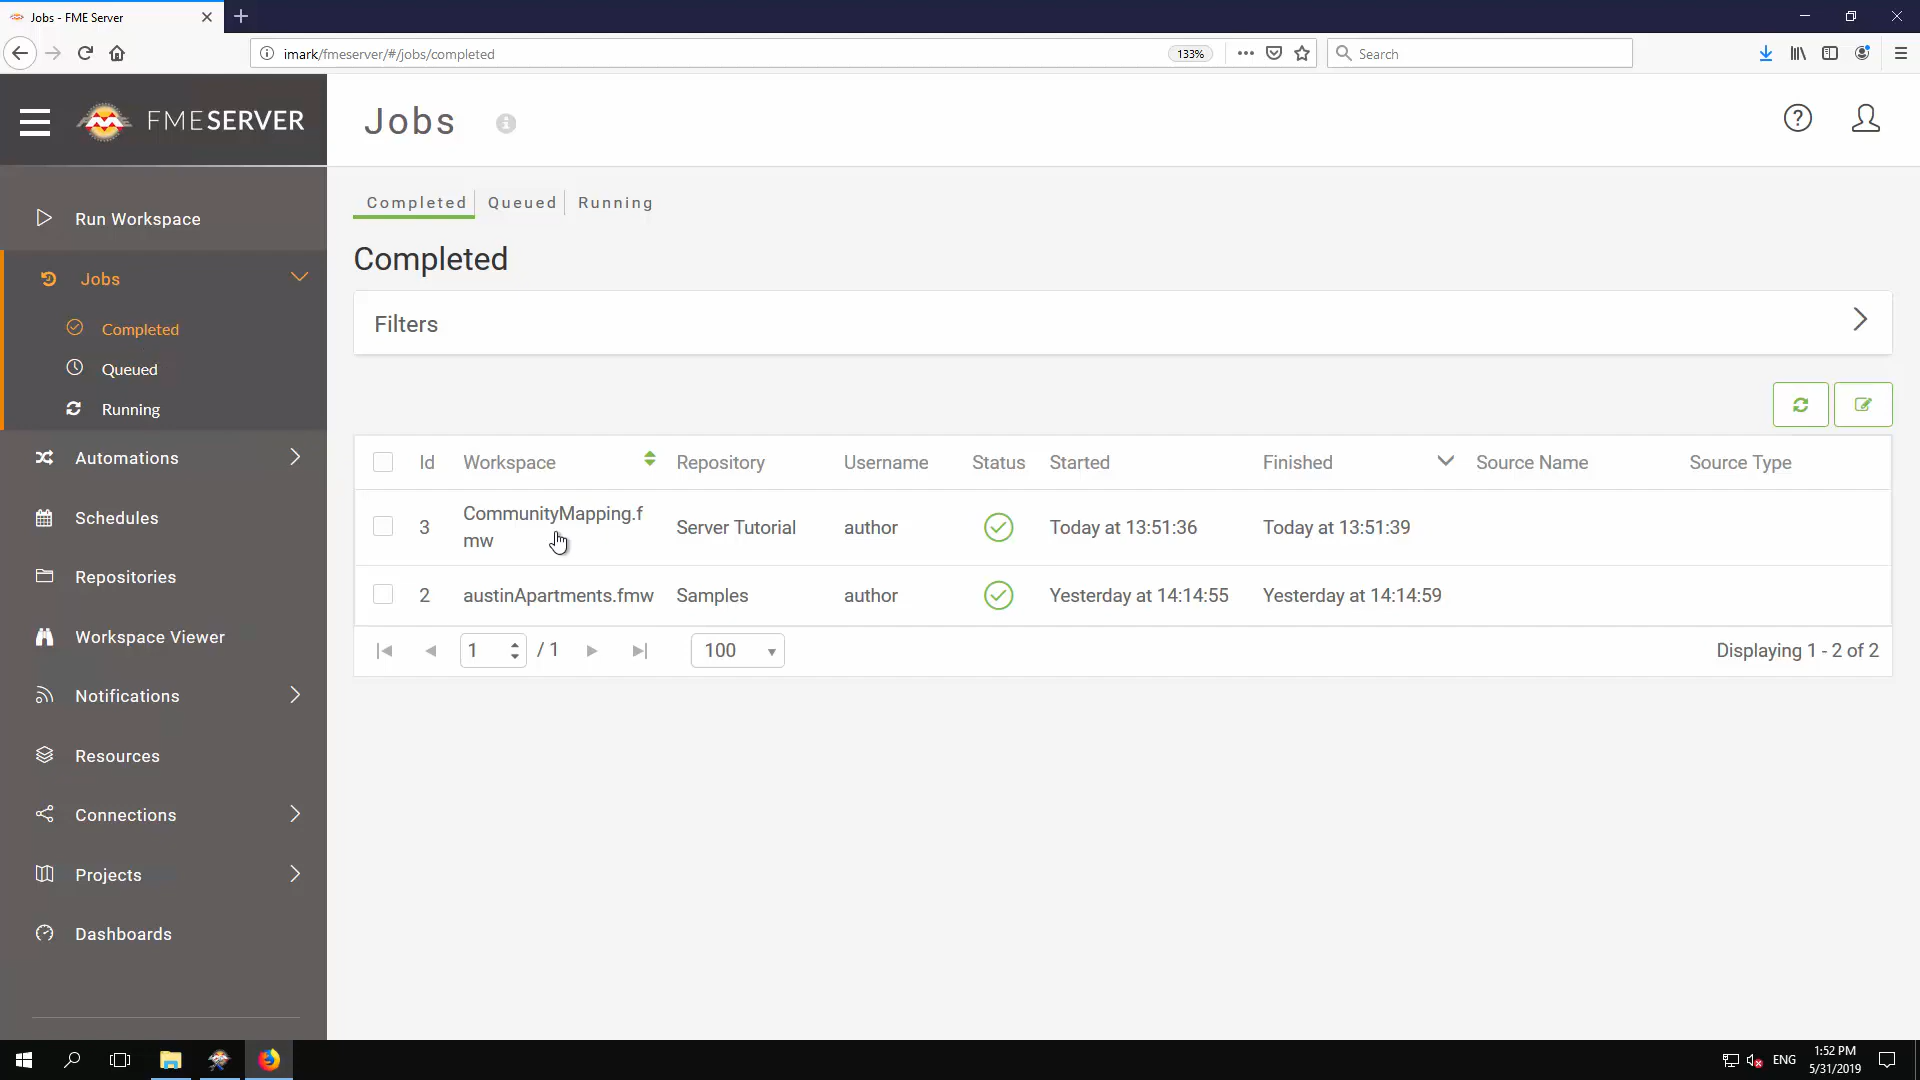 Jobs - FME Server
imark/fmeserver/#/jobs/completed
133%
Search
FMESERVER
Jobs
Run Workspace
Jobs
Completed
Queued
Running
Automations
Schedules
Repositories
Workspace Viewer
Notifications
Resources
Connections
Projects
Dashboards
Completed
Queued
Running
Completed
Filters
Id Workspace Repository Username Status Started Finished Source Name Source Type
3 CommunityMapping.f
mw Server Tutorial author Today at 13:51:36 Today at 13:51:39
2 austinApartments.fmw Samples author Yesterday at 14:14:55 Yesterday at 14:14:59
1 / 1 100 Displaying 1 - 2 of 2
ENG
1:52 PM
5/31/2019